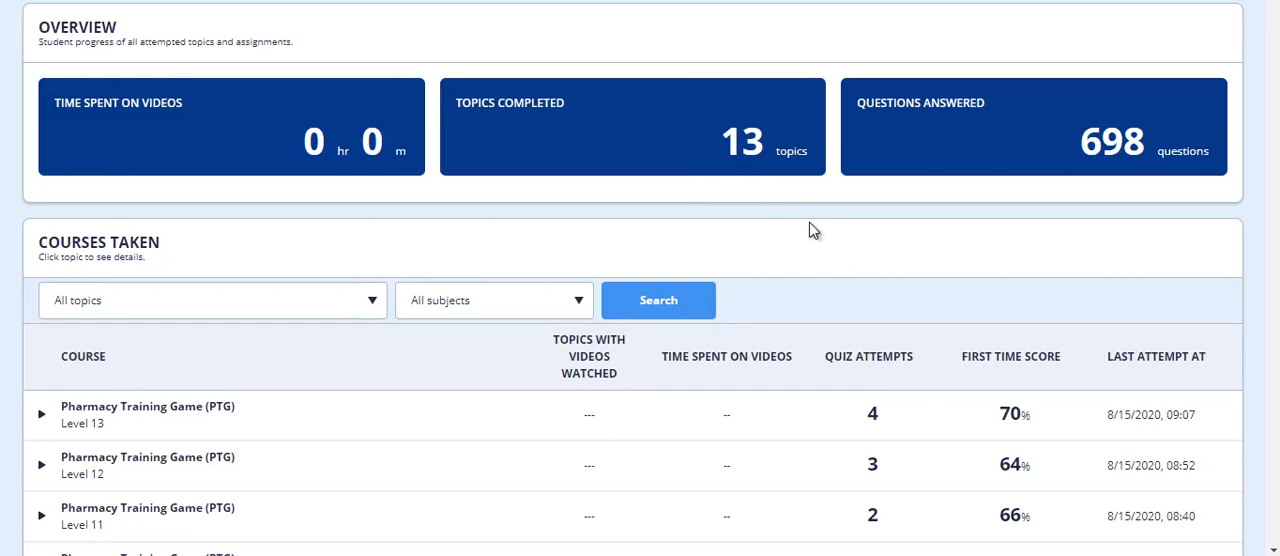 OVERVIEW
Student progress of all attempted topics and assignments.
TIME SPENT ON VIDEOS
0 hr 0 m
TOPICS COMPLETED
13 topics
QUESTIONS ANSWERED
698 questions
COURSES TAKEN
Click topic to see details.
All topics
All subjects
Search
COURSE
TOPICS WITH
VIDEOS
WATCHED
TIME SPENT ON VIDEOS
QUIZ ATTEMPTS
FIRST TIME SCORE
LAST ATTEMPT AT
Pharmacy Training Game (PTG)
Level 13
--- -- 4 70% 8/15/2020, 09:07
Pharmacy Training Game (PTG)
Level 12
--- -- 3 64% 8/15/2020, 08:52
Pharmacy Training Game (PTG)
Level 11
--- -- 2 66% 8/15/2020, 08:40